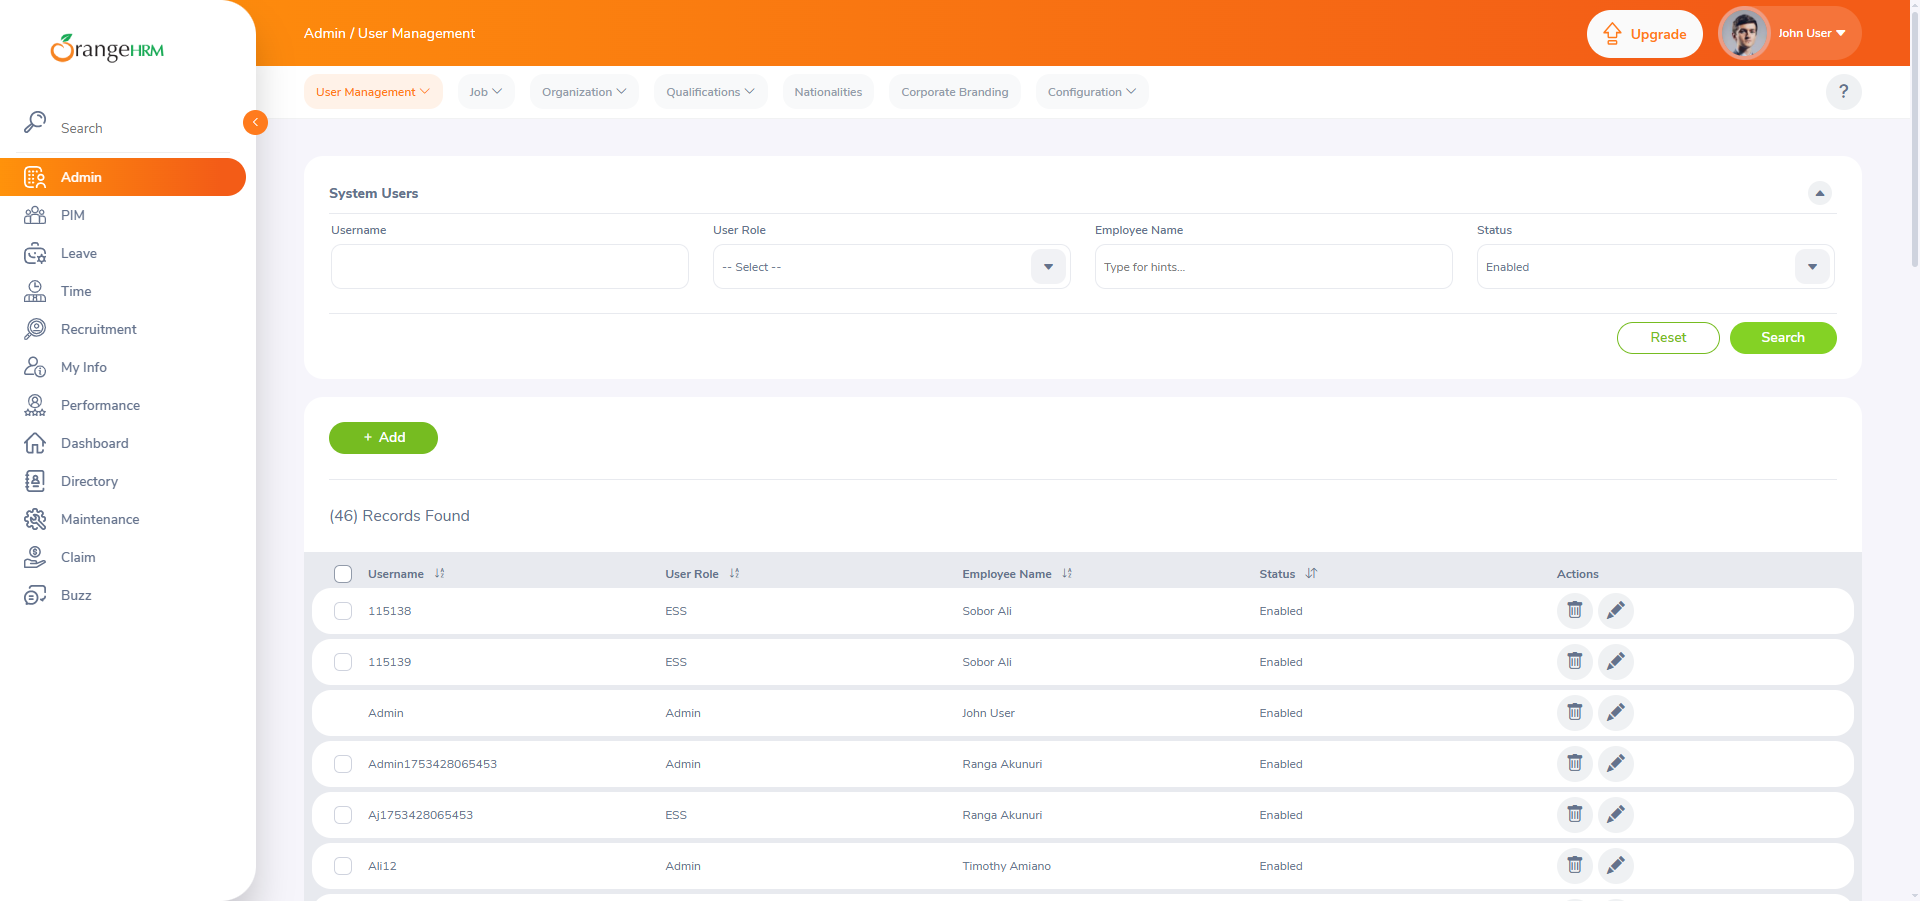 OrangeHRM
Admin / User Management
Upgrade
John User
User Management
Job
Organization
Qualifications
Nationalities
Corporate Branding
Configuration
?
Search
Admin
PIM
Leave
Time
Recruitment
My Info
Performance
Dashboard
Directory
Maintenance
Claim
Buzz
System Users
Username
User Role
Employee Name
Status
-- Select --
Type for hints...
Enabled
Reset
Search
+ Add
(46) Records Found
Username User Role Employee Name Status Actions
115138 ESS Sobor Ali Enabled
115139 ESS Sobor Ali Enabled
Admin Admin John User Enabled
Admin1753428065453 Admin Ranga Akunuri Enabled
Aj1753428065453 ESS Ranga Akunuri Enabled
Ali12 Admin Timothy Amiano Enabled